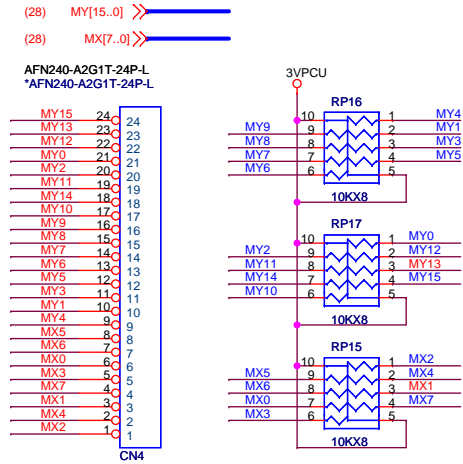 (28) MY[15..0]
(28) MX[7..0]
AFN240-A2G1T-24P-L
*AFN240-A2G1T-24P-L
MY15 24 24
MY13 23 23
MY12 22 22
MY0 21 21
MY2 20 20
MY11 19 19
MY14 18 18
MY10 17 17
MY9 16 16
MY8 15 15
MY7 14 14
MY6 13 13
MY5 12 12
MY3 11 11
MY1 10 10
MY4 9 9
MX5 8 8
MX6 7 7
MX0 6 6
MX3 5 5
MX7 4 4
MX1 3 3
MX4 2 2
MX2 1 1
CN4
3VPCU
RP16
10 1 MY4
MY9 9 2 MY1
MY8 8 3 MY3
MY7 7 4 MY5
MY6 6 5
10KX8
RP17
10 1 MY0
MY2 9 2 MY12
MY11 8 3 MY13
MY14 7 4 MY15
MY10 6 5
10KX8
RP15
10 1 MX2
MX5 9 2 MX4
MX6 8 3 MX1
MX0 7 4 MX7
MX3 6 5
10KX8